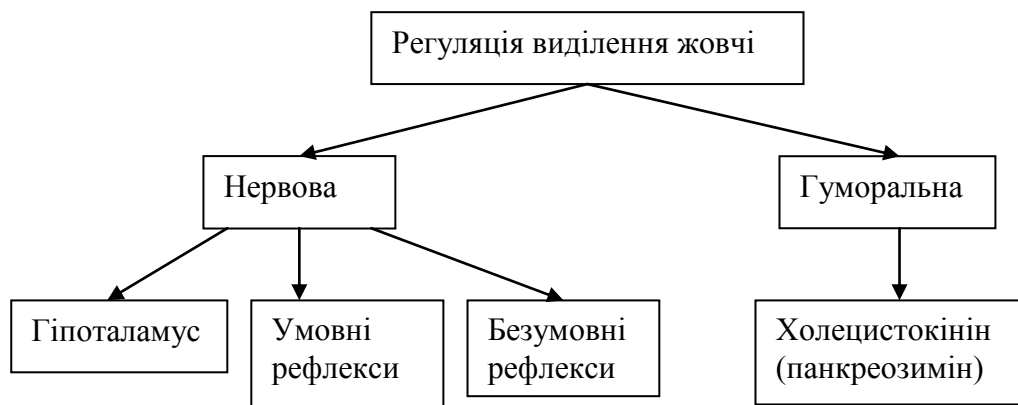 Регуляція виділення жовчі
Нервова
Гуморальна
Гіпоталамус
Умовні
рефлекси
Безумовні
рефлекси
Холецистокінін
(панкреозимін)